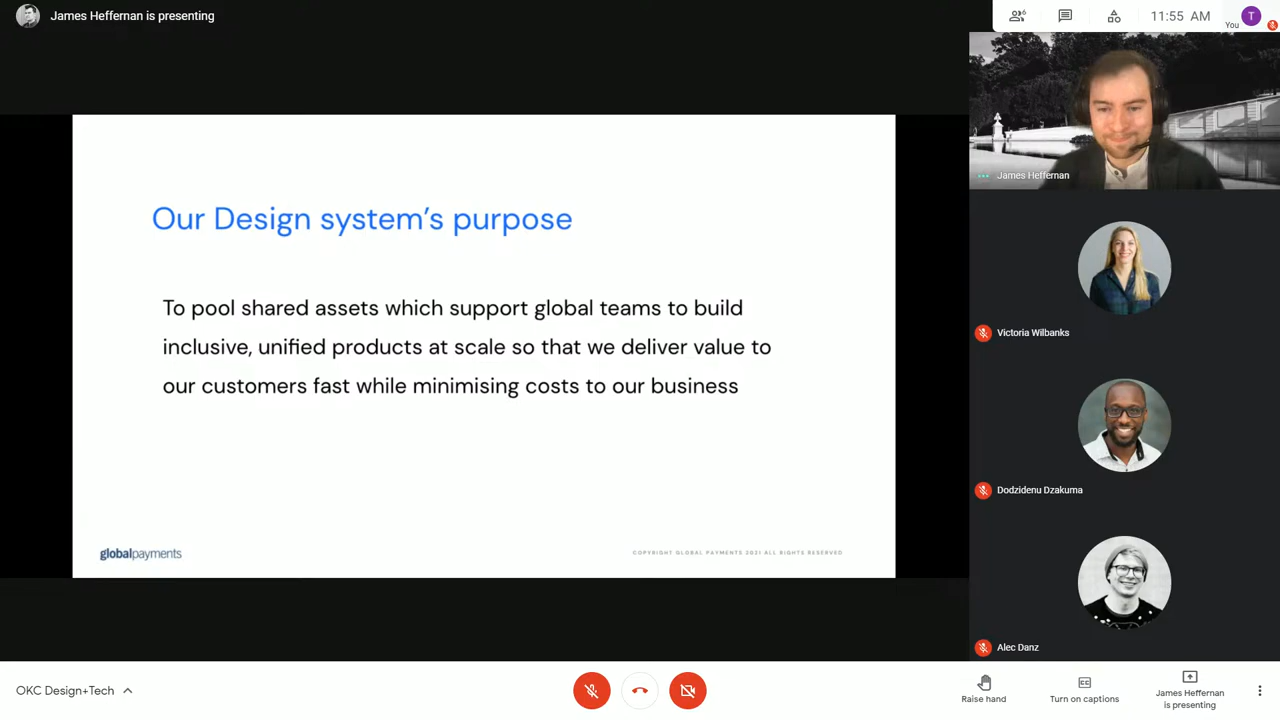 James Heffernan is presenting
6
11:55 AM
You
T
James Heffernan
Our Design system's purpose
To pool shared assets which support global teams to build
inclusive, unified products at scale so that we deliver value to
our customers fast while minimising costs to our business
globalpayments
COPYRIGHT GLOBAL PAYMENTS 2021 ALL RIGHTS RESERVED
Victoria Wilbanks
Dodzidenu Dzakuma
Alec Danz
OKC Design+Tech
Raise hand
CC
Turn on captions
James Heffernan
is presenting